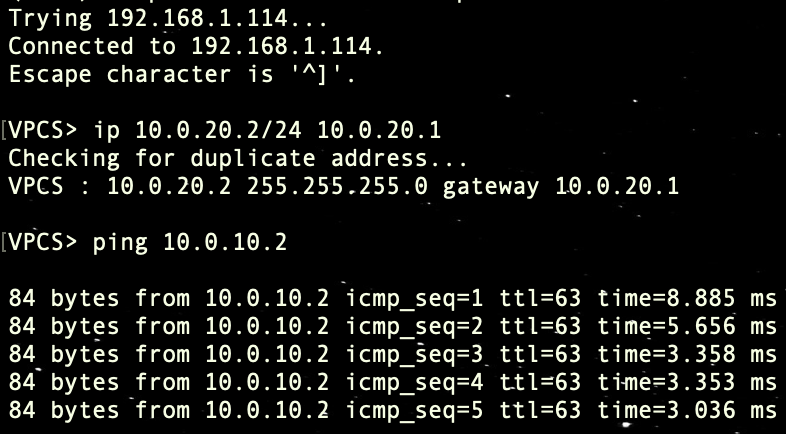 Trying 192.168.1.114...
Connected to 192.168.1.114.
Escape character is '^]'.
[VPCS> ip 10.0.20.2/24 10.0.20.1
Checking for duplicate address...
VPCS : 10.0.20.2 255.255.255.0 gateway 10.0.20.1
[VPCS> ping 10.0.10.2
84 bytes from 10.0.10.2 icmp_seq=1 ttl=63 time=8.885 ms
84 bytes from 10.0.10.2 icmp_seq=2 ttl=63 time=5.656 ms
84 bytes from 10.0.10.2 icmp_seq=3 ttl=63 time=3.358 ms
84 bytes from 10.0.10.2 icmp_seq=4 ttl=63 time=3.353 ms
84 bytes from 10.0.10.2 icmp_seq=5 ttl=63 time=3.036 ms